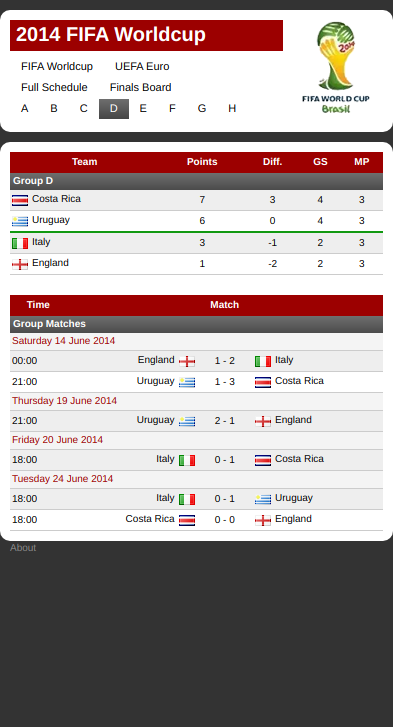 2014 FIFA Worldcup
FIFA Worldcup UEFA Euro
Full Schedule Finals Board
A B C D E F G H
2014
FIFA WORLD CUP
Brasil
Team Points Diff. GS MP
Group D
Costa Rica 7 3 4 3
Uruguay 6 0 4 3
Italy 3 -1 2 3
England 1 -2 2 3
Time Match
Group Matches
Saturday 14 June 2014
00:00 England 1 - 2 Italy
21:00 Uruguay 1 - 3 Costa Rica
Thursday 19 June 2014
21:00 Uruguay 2 - 1 England
Friday 20 June 2014
18:00 Italy 0 - 1 Costa Rica
Tuesday 24 June 2014
18:00 Italy 0 - 1 Uruguay
18:00 Costa Rica 0 - 0 England
About